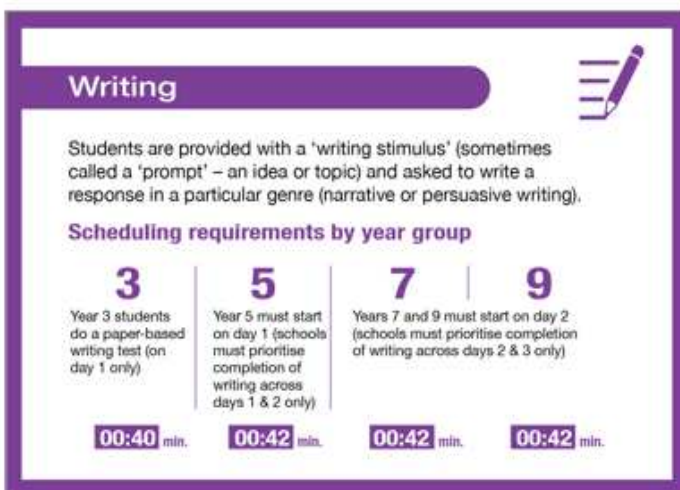 Writing
Students are provided with a ‘writing stimulus’ (sometimes
called a ‘prompt’ – an idea or topic) and asked to write a
response in a particular genre (narrative or persuasive writing).
Scheduling requirements by year group
3
Year 3 students
do a paper-based
writing test (on
day 1 only)
00:40 min.
5
Year 5 must start
on day 1 (schools
must prioritise
completion of
writing across
days 1 & 2 only)
00:42 min.
7 9
Years 7 and 9 must start on day 2
(schools must prioritise completion
of writing across days 2 & 3 only)
00:42 min. 00:42 min.